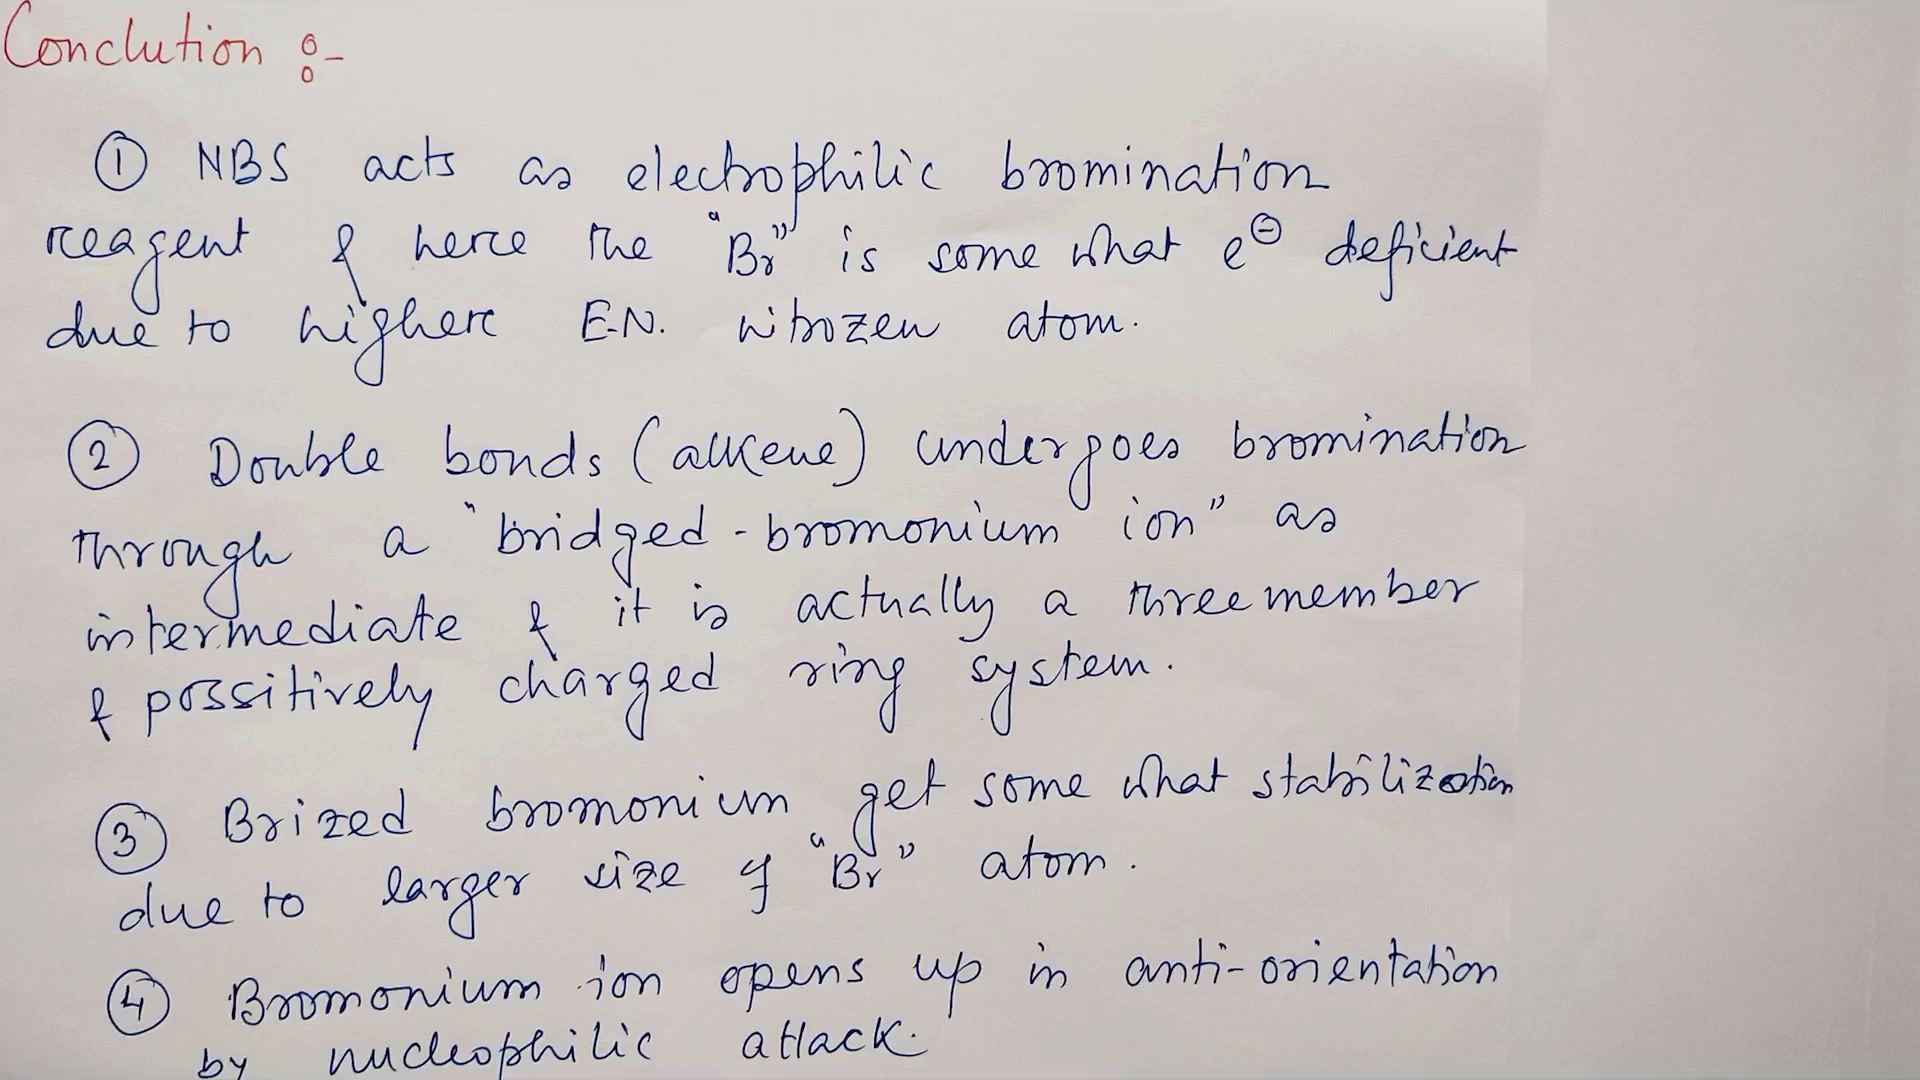 Conclution :-
① NBS acts as electrophilic bromination
reagent & here the "Br" is some what e⊖ deficient
due to higher E.N. nitrozen atom.
② Double bonds (alkene) undergoes bromination
through a "bridged-bromonium ion" as
intermediate & it is actually a three member
& possitively charged ring system.
③ Brized bromonium get some what stabilization
due to larger size of "Br" atom.
④ Bromonium ion opens up in anti-orientation
by nucleophilic attack.